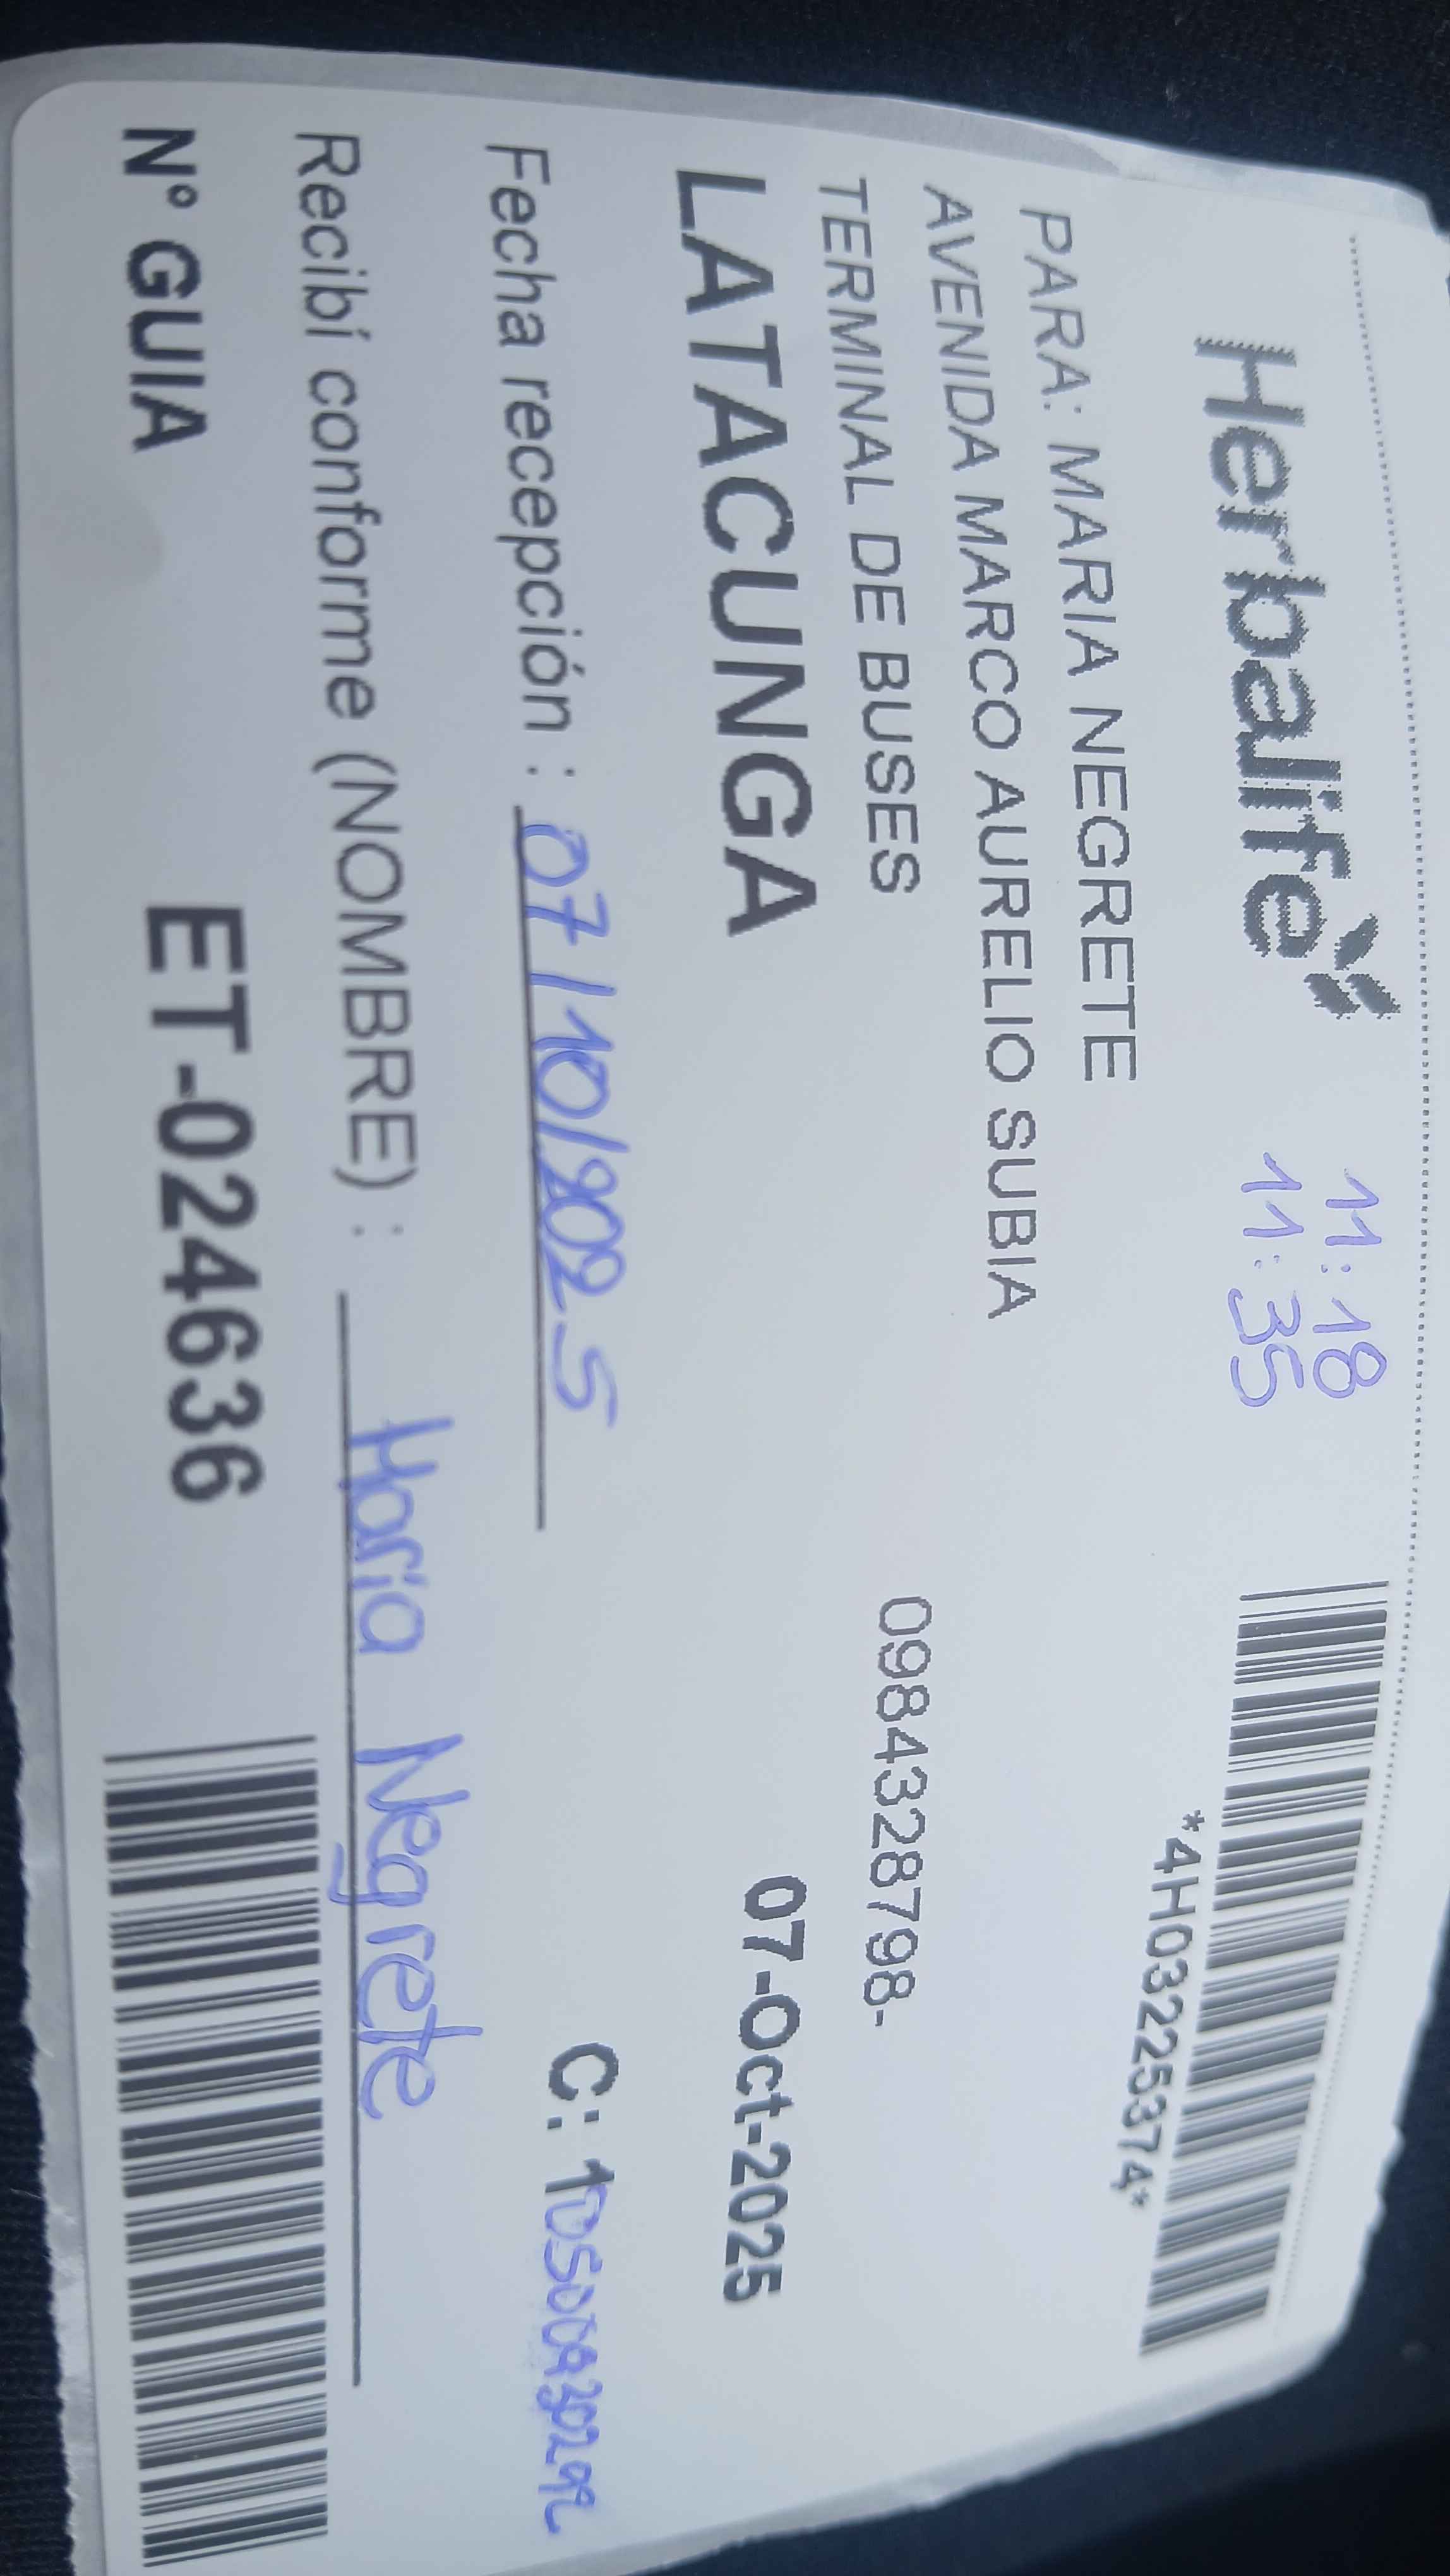 Herbalife
11:18
11:35
*4H03225374*
PARA: MARIA NEGRETE
AVENIDA MARCO AURELIO SUBIA
TERMINAL DE BUSES
0984328798-
LATACUNGA
07-Oct-2025
Fecha recepción : 07/10/2025
C: 1
Recibí conforme (NOMBRE) : Maria Negrete
N° GUIA ET-024636